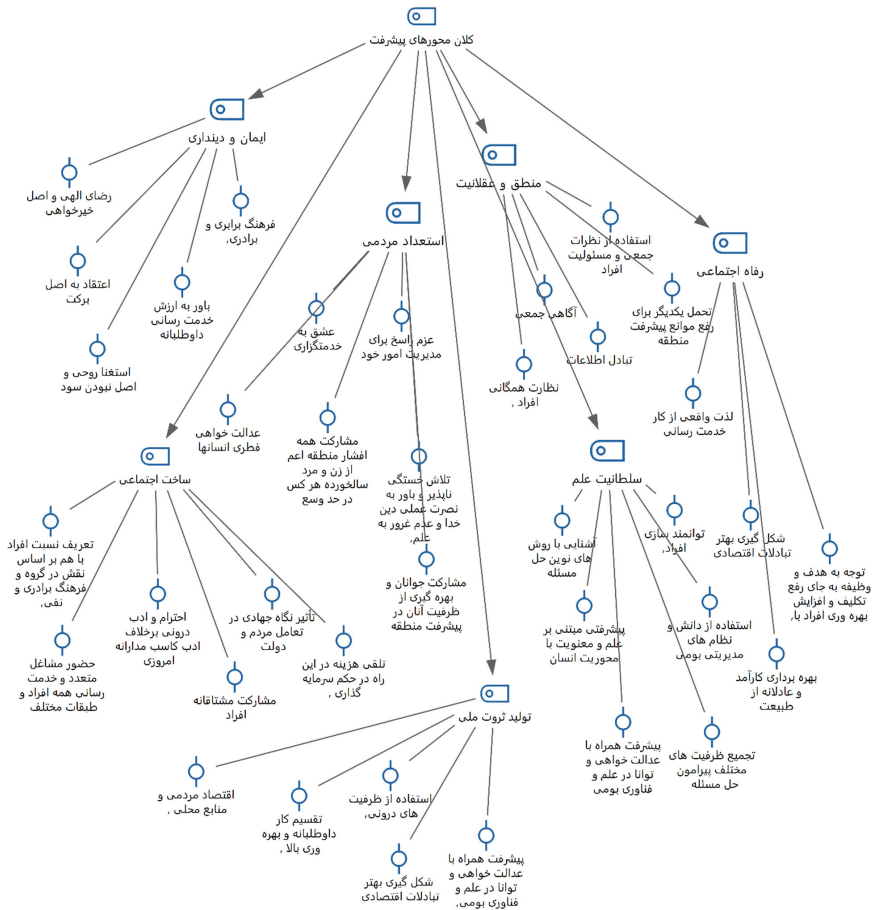 کلان محورهای پیشرفت
ایمان و دینداری
رضای الهی و اصل
خیرخواهی
اعتقاد به اصل
برکت
استغنا روحی و
اصل نبودن سود
باور به ارزش
خدمت رسانی
داوطلبانه
فرهنگ برابری و
برادری,
استعداد مردمی
عشق به
خدمتگزاری
عزم راسخ برای
مدیریت امور خود
عدالت خواهی
فطری انسانها
مشارکت همه
افشار منطقه اعم
از زن و مرد
سالخورده هر کس
در حد وسع
تلاش خستگی
ناپذیر و باور به
نصرت عملی دین
خدا و عدم غرور به
علم,
مشارکت جوانان و
بهره گیری از
ظرفیت آنان در
پیشرفت منطقه
منطق و عقلانیت
استفاده از نظرات
جمعی و مسئولیت
افراد
تحمل یکدیگر برای
رفع موانع پیشرفت
منطقه
آگاهی جمعی
تبادل اطلاعات
نظارت همگانی
افراد ,
رفاه اجتماعی
لذت واقعی از کار
خدمت رسانی
شکل گیری بهتر
تبادلات اقتصادی
توجه به هدف و
وظیفه به جای رفع
تکلیف و افزایش
بهره وری افراد با,
بهره برداری کارآمد
و عادلانه از
طبیعت
ساخت اجتماعی
تعریف نسبت افراد
با هم بر اساس
نقش در گروه و
فرهنگ برادری و
نفی,
حضور مشاغل
متعدد و خدمت
رسانی همه افراد و
طبقات مختلف
احترام و ادب
درونی برخلاف
ادب کاسب مدارانه
امروزی
مشارکت مشتاقانه
افراد
تأثیر نگاه جهادی در
تعامل مردم و
دولت
تلقی هزینه در این
راه در حکم سرمایه
گذاری ,
سلطانیت علم
آشنایی با روش
های نوین حل
مسئله
توانمند سازی
افراد,
پیشرفتی مبتنی بر
علم و معنویت با
محوریت انسان
استفاده از دانش و
نظام های
مدیریتی بومی
پیشرفت همراه با
عدالت خواهی و
توانا در علم و
فناوری بومی
تجمیع ظرفیت های
مختلف پیرامون
حل مسئله
تولید ثروت ملی
اقتصاد مردمی و
منابع محلی ,
تقسیم کار
داوطلبانه و بهره
وری بالا ,
استفاده از ظرفیت
های درونی,
شکل گیری بهتر
تبادلات اقتصادی
پیشرفت همراه با
عدالت خواهی و
توانا در علم و
فناوری بومی,